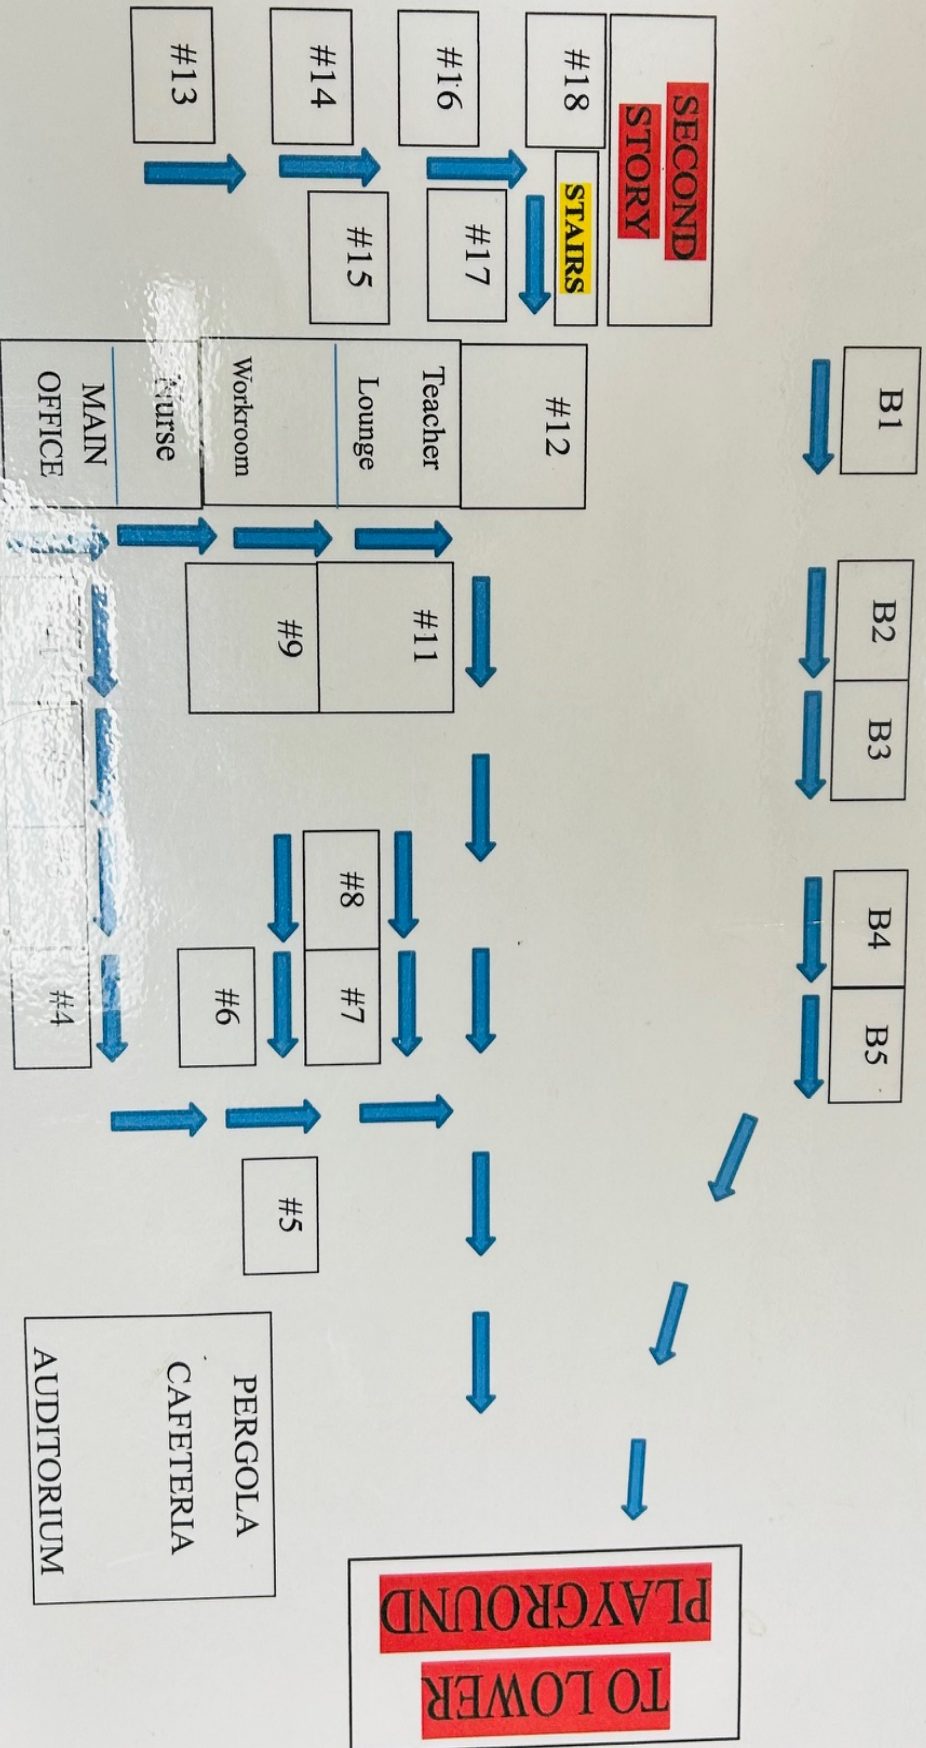 SECOND
STORY
STAIRS
#18
#16
#14
#13
#17
#15
B1
B2
B3
B4
B5
#12
Teacher
Lounge
Workroom
Nurse
MAIN
OFFICE
#11
#9
#8
#7
#6
#4
#5
PERGOLA
CAFETERIA
AUDITORIUM
TO LOWER
PLAYGROUND